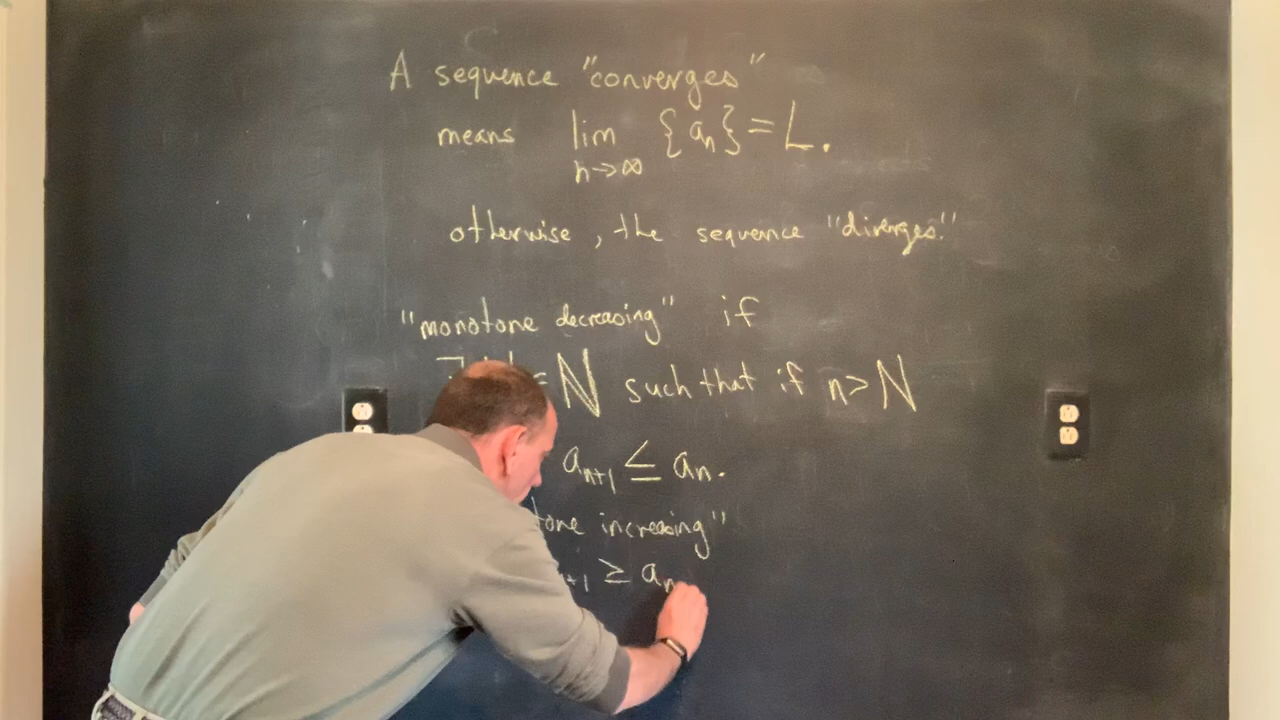 A sequence "converges"
means lim {aₙ} = L.
n→∞
otherwise, the sequence "diverges."
"monotone decreasing" if
ℕ such that if n > N
aₙ₊₁ ≤ aₙ.
increasing"
≥ aₙ